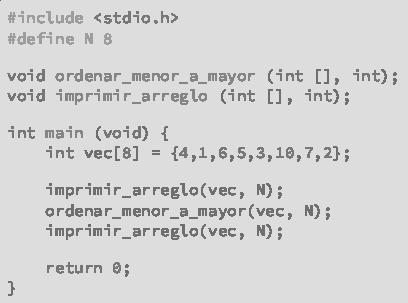 #include <stdio.h>
#define N 8
void ordenar_menor_a_mayor (int [], int);
void imprimir_arreglo (int [], int);
int main (void) {
int vec[8] = {4,1,6,5,3,10,7,2};
imprimir_arreglo(vec, N);
ordenar_menor_a_mayor(vec, N);
imprimir_arreglo(vec, N);
return 0;
}